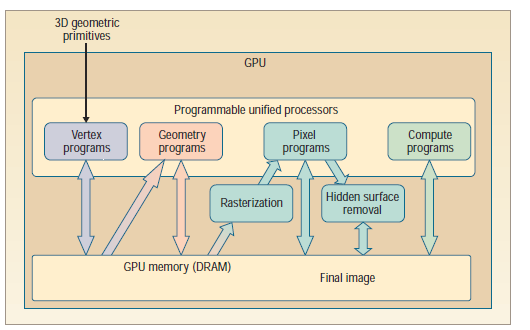 3D geometric
primitives
GPU
Programmable unified processors
Vertex
programs
Geometry
programs
Pixel
programs
Compute
programs
Rasterization
Hidden surface
removal
GPU memory (DRAM)
Final image